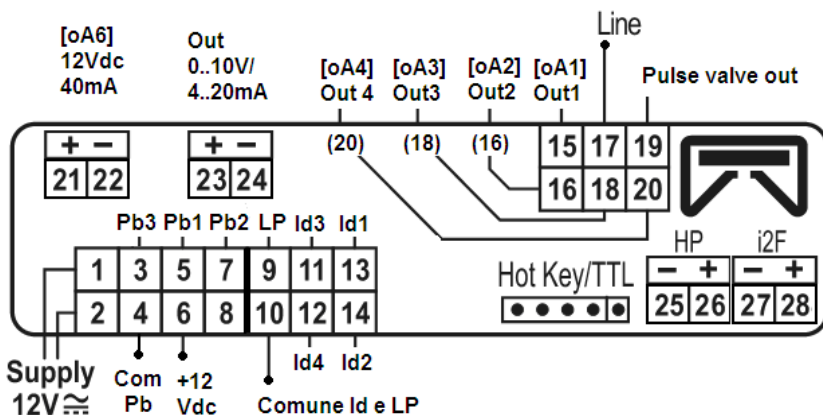 Line
[oA6] Out
12Vdc 0..10V/ [oA4] [oA3] [oA2] [oA1] Pulse valve out
40mA 4..20mA Out 4 Out3 Out2 Out1
+ - + - (20) (18) (16) 15 17 19
21 22 23 24 16 18 20
Pb3 Pb1 Pb2 LP Id3 Id1 HP i2F
1 3 5 7 9 11 13 Hot Key/TTL - + - +
2 4 6 8 10 12 14 25 26 27 28
Id4 Id2
Supply Com +12
12V Pb Vdc Comune Id e LP